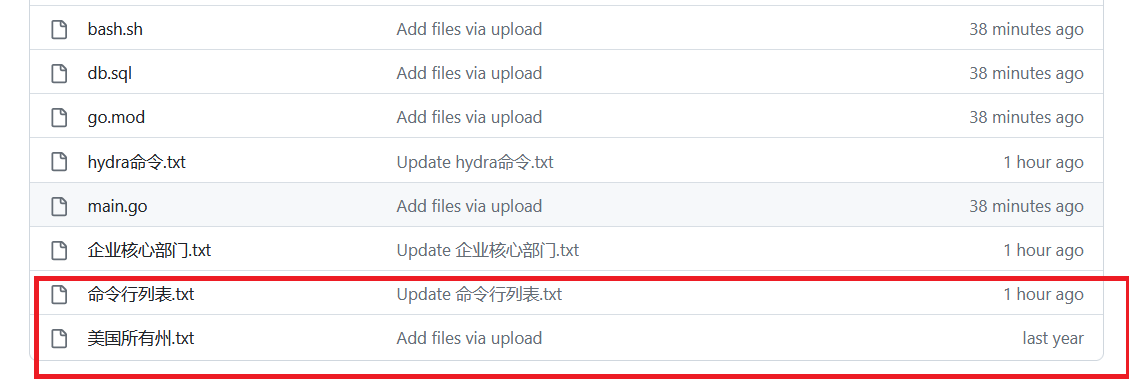 bash.sh Add files via upload 38 minutes ago
db.sql Add files via upload 38 minutes ago
go.mod Add files via upload 38 minutes ago
hydra命令.txt Update hydra命令.txt 1 hour ago
main.go Add files via upload 38 minutes ago
企业核心部门.txt Update 企业核心部门.txt 1 hour ago
命令行列表.txt Update 命令行列表.txt 1 hour ago
美国所有州.txt Add files via upload last year